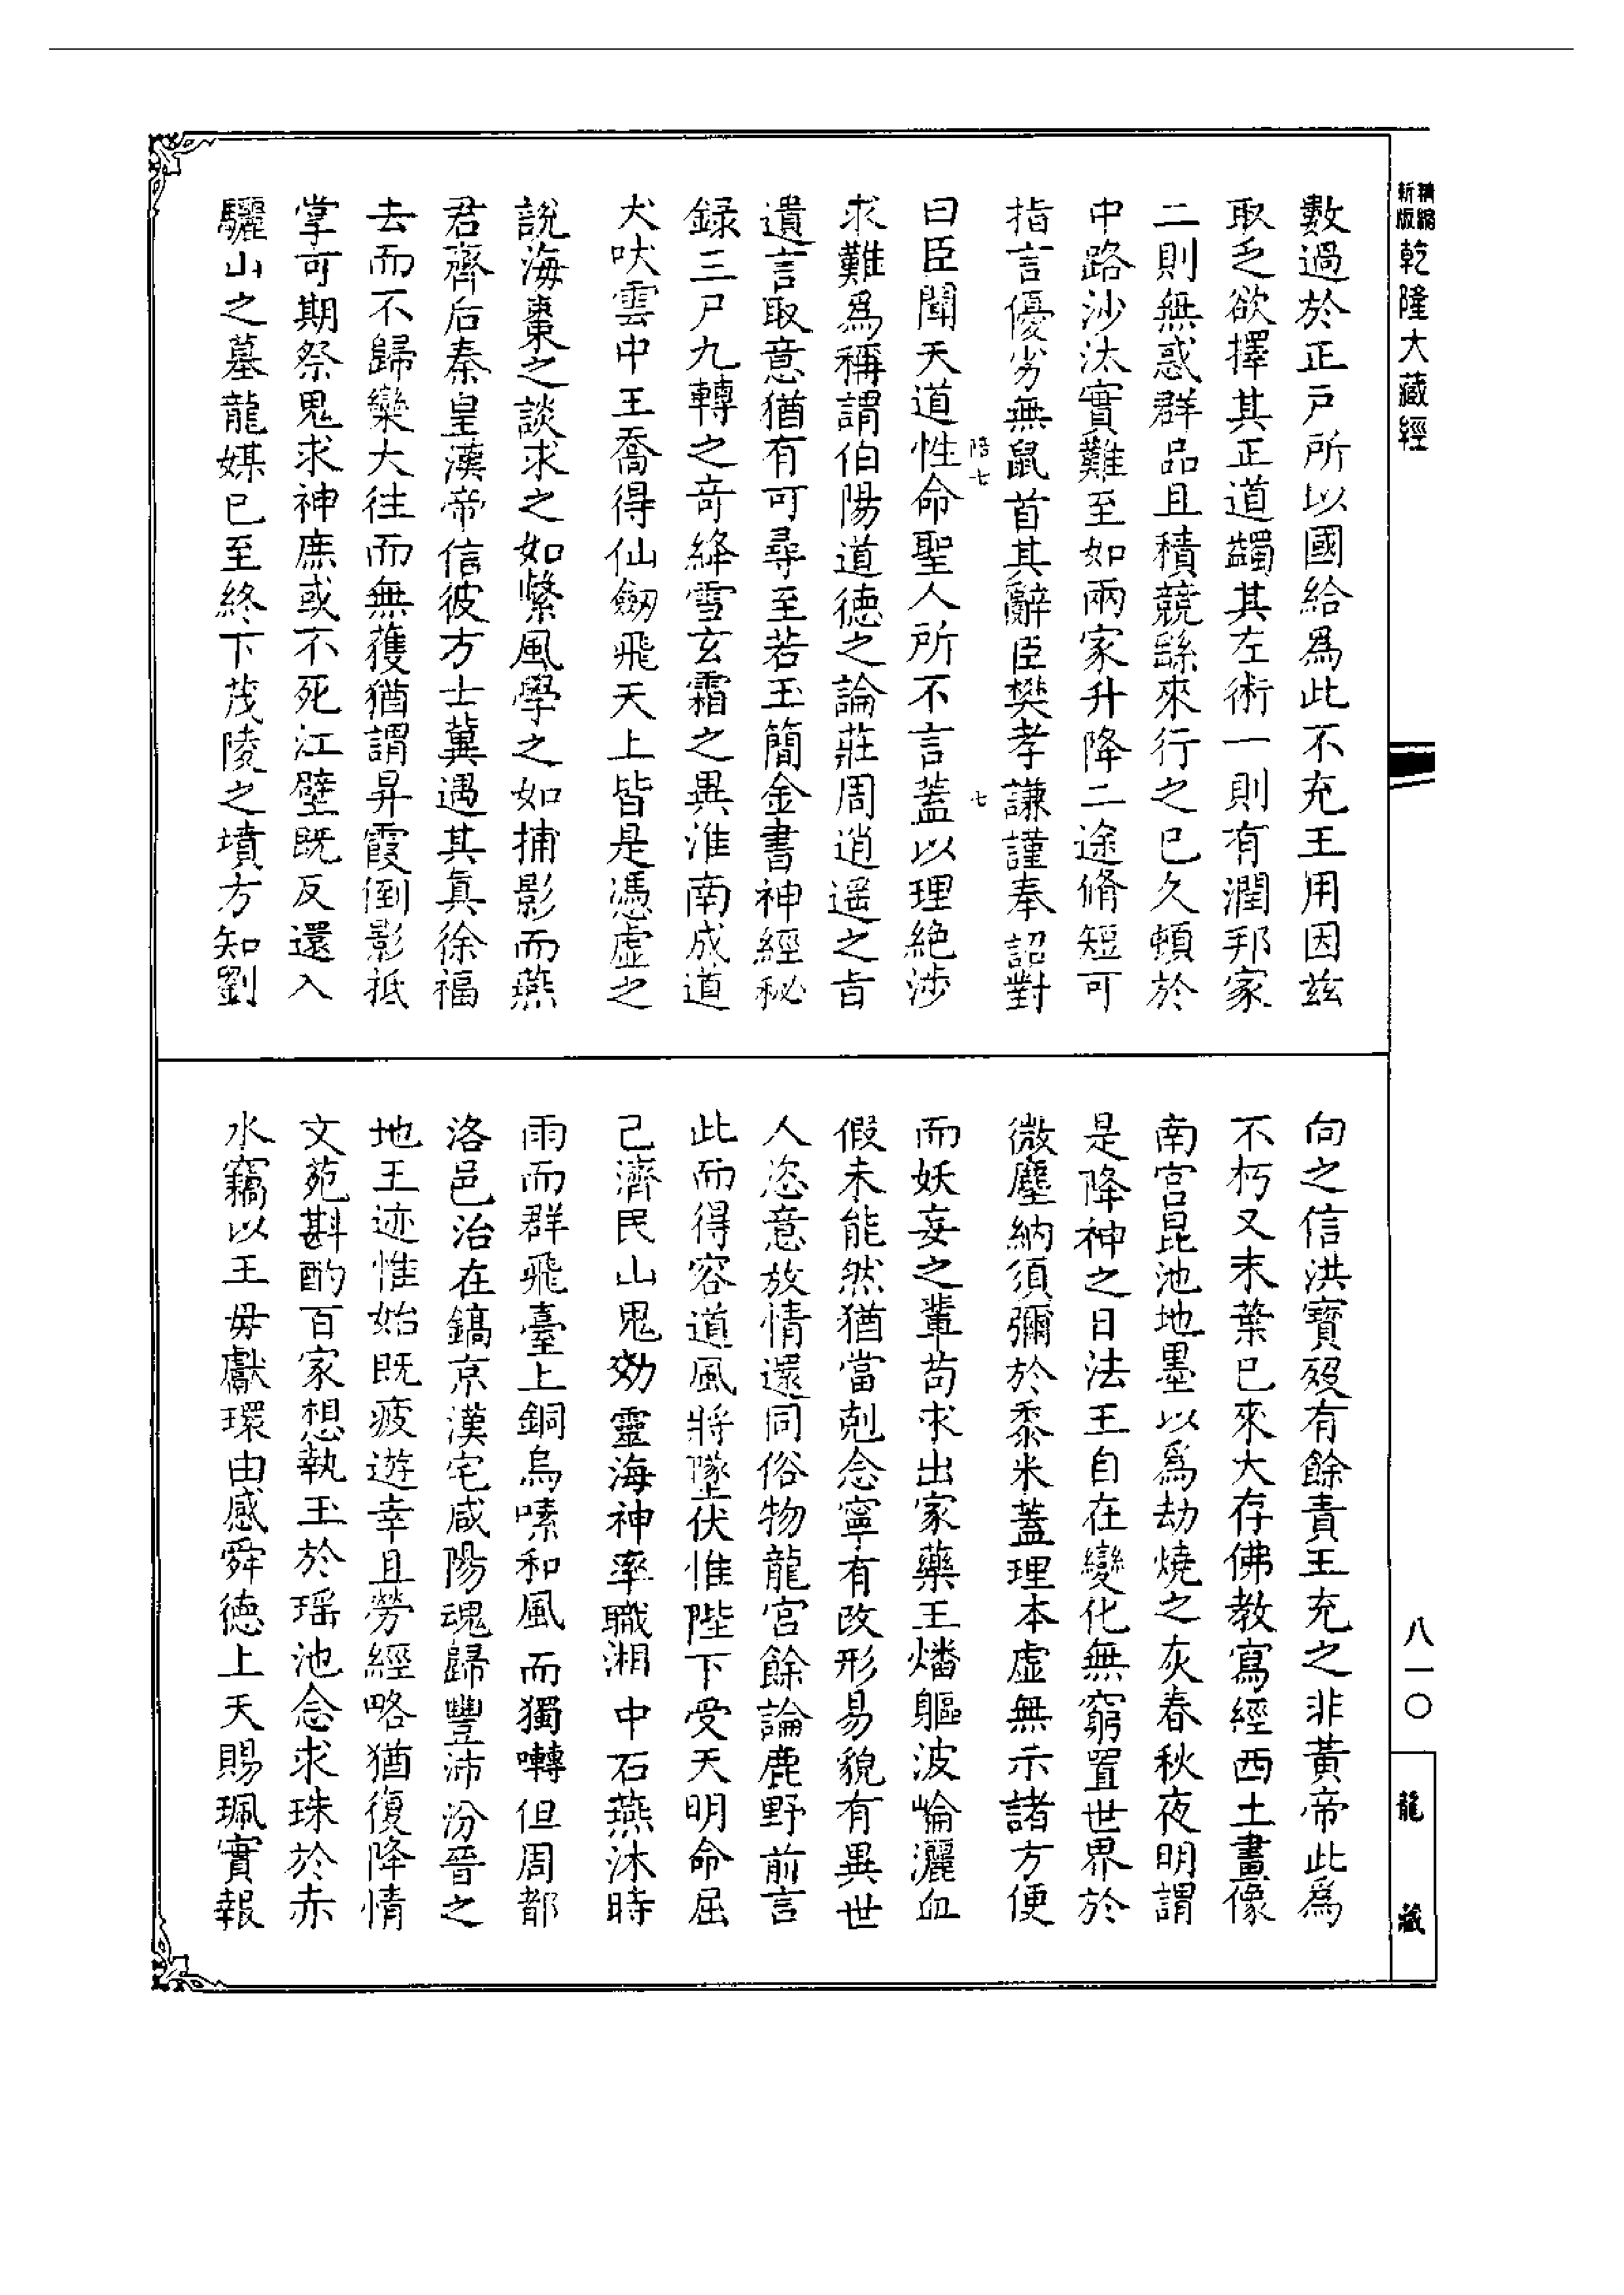 精縮新版乾隆大藏經
數過於正戸所以國給爲此不充王用因茲
取乏欲擇其正道蠲其左術一則有潤邦家
二則無惑群品且積競繇來行之已久頓於
中路沙汰實難至如兩家升降二途脩短可
指言優劣無鼠首其辭臣樊孝謙謹奉詔對
曰臣聞天道性命聖人所不言蓋以理絶涉
求難爲稱謂伯陽道德之論莊周逍遥之旨
遺言取意猶有可尋至若玉簡金書神經秘
録三尸九轉之竒絳雪玄霜之異淮南成道
犬吠雲中王喬得仙劔飛天上皆是憑虚之
說海棗之談求之如繫風學之如捕影而燕
君齊后秦皇漢帝信彼方士冀遇其真徐福
去而不歸欒大往而無獲猶謂昇霞倒影抵
掌可期祭鬼求神庶或不死江壁既反還入
驪山之墓龍媒已至終下茂陵之墳方知劉
陪七
七
向之信洪寶殁有餘責王充之非黃帝此爲
不朽又末葉已來大存佛教寫經西土畫像
南宫昆池地墨以爲劫燒之灰春秋夜明謂
是降神之日法王自在變化無窮置世界於
微塵納須彌於黍米蓋理本虚無示諸方便
而妖妄之輩苟求出家藥王燔軀波崘灑血
假未能然猶當剋念寧有改形易貌有異世
人恣意放情還同俗物龍宫餘論鹿野前言
此而得容道風將墜伏惟陛下受天明命屈
己濟民山鬼効靈海神率職湘中石燕沐時
雨而群飛臺上銅烏愫和風而獨囀但周都
洛邑治在鎬京漢宅咸陽魂歸豐沛汾晉之
地王迹惟始既疲遊幸且勞經略猶復降情
文苑斟酌百家想執玉於瑶池念求珠於赤
水竊以王毋獻環由感舜德上天賜珮實報
八一〇
龍藏